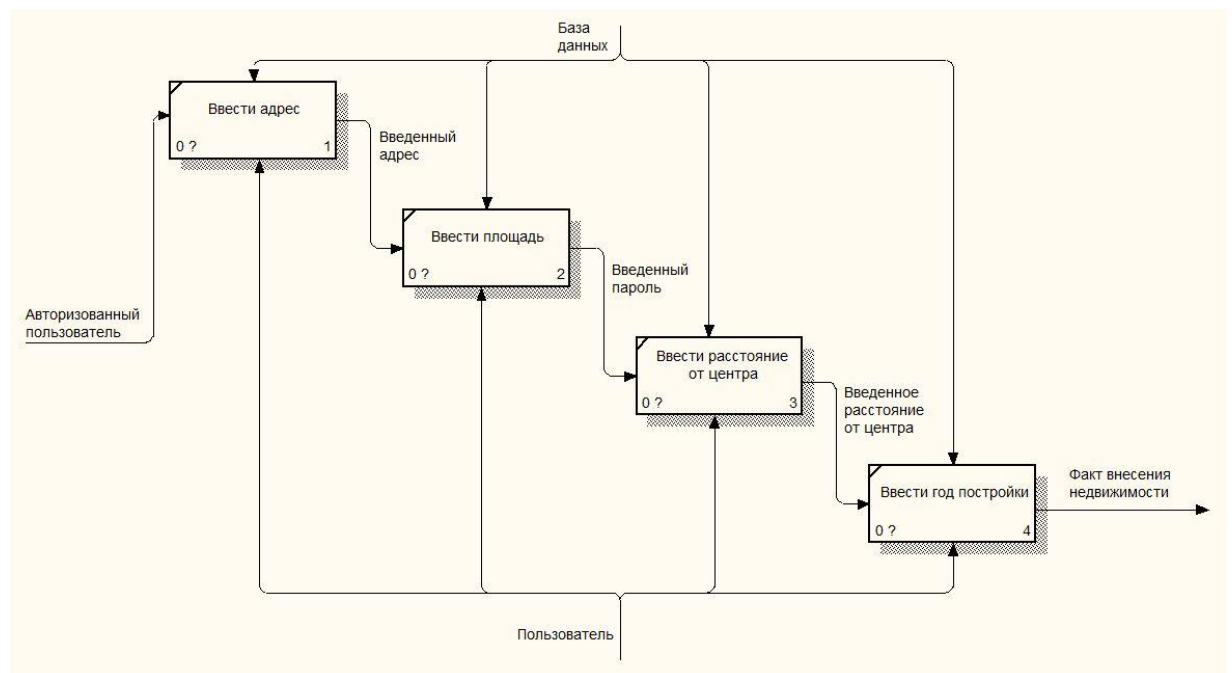 База
данных
Ввести адрес
0 ?
1
Введенный
адрес
Ввести площадь
0 ?
2
Введенный
пароль
Авторизованный
пользователь
Ввести расстояние
от центра
0 ?
3
Введенное
расстояние
от центра
Ввести год постройки
0 ?
4
Факт внесения
недвижимости
Пользователь